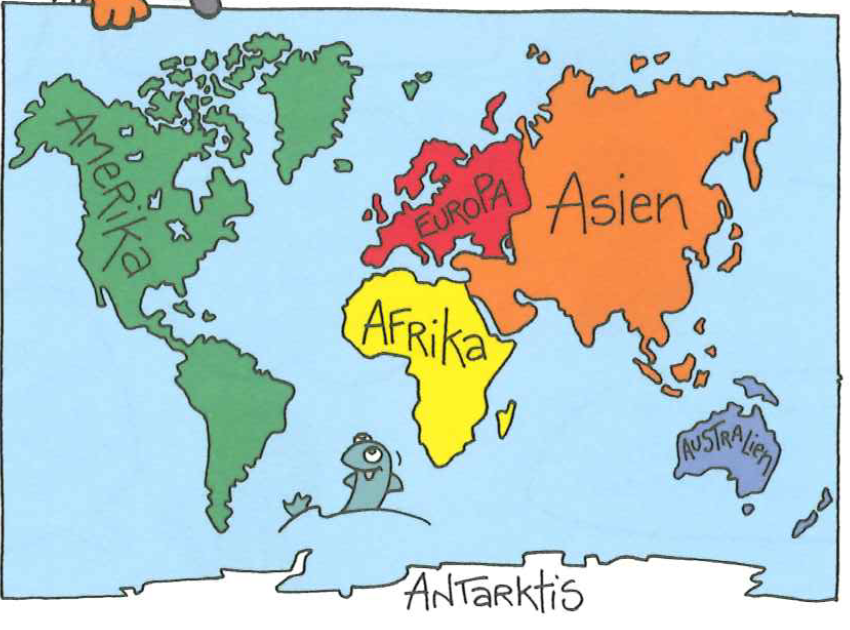 AMeRiKa
EUROPA
Asien
AFRiKa
AUSTRALien
ANTaRKtiS